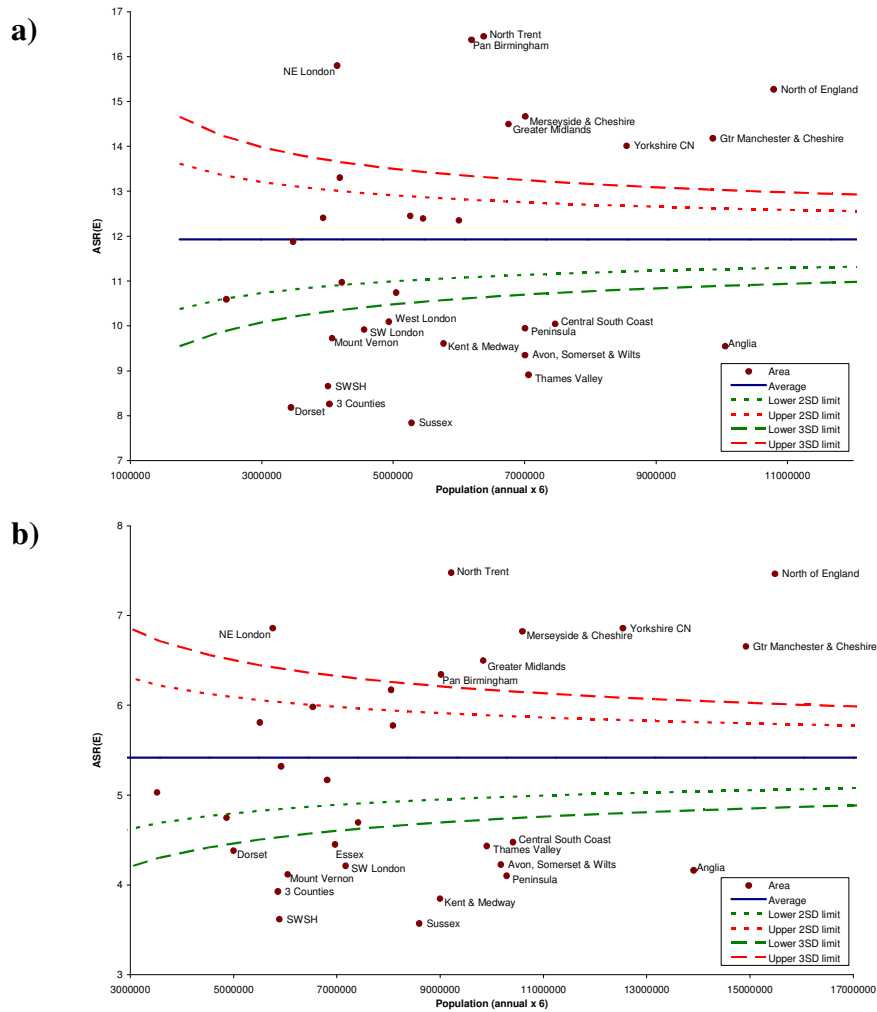 a)
17
16
15
14
13
12
11
10
9
8
7
ASR(E)
North Trent
Pan Birmingham
NE London
North of England
Merseyside & Cheshire
Greater Midlands
Gtr Manchester & Cheshire
Yorkshire CN
West London
SW London
Mount Vernon
Central South Coast
Peninsula
Kent & Medway
Avon, Somerset & Wilts
Anglia
Thames Valley
SWSH
3 Counties
Dorset
Sussex
Area
Average
Lower 2SD limit
Upper 2SD limit
Lower 3SD limit
Upper 3SD limit
1000000 3000000 5000000 7000000 9000000 11000000
Population (annual x 6)
b)
8
7
6
5
4
3
ASR(E)
North Trent
North of England
NE London
Yorkshire CN
Merseyside & Cheshire
Gtr Manchester & Cheshire
Greater Midlands
Pan Birmingham
Dorset
Essex
Central South Coast
Thames Valley
SW London
Avon, Somerset & Wilts
Mount Vernon
Peninsula
Anglia
3 Counties
Kent & Medway
SWSH
Sussex
Area
Average
Lower 2SD limit
Upper 2SD limit
Lower 3SD limit
Upper 3SD limit
3000000 5000000 7000000 9000000 11000000 13000000 15000000 17000000
Population (annual x 6)